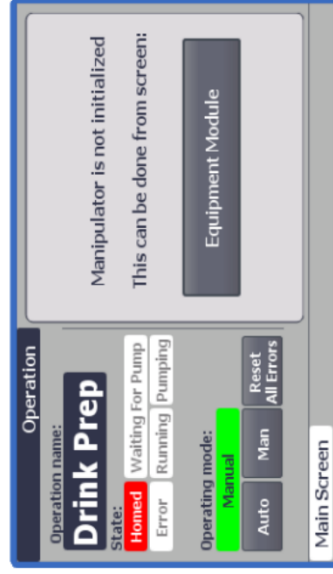 Operation
Operation name:
Drink Prep
State:
Homed Waiting For Pump
Error Running Pumping
Operating mode:
Manual
Auto Man Reset
All Errors
Manipulator is not initialized
This can be done from screen:
Equipment Module
Main Screen